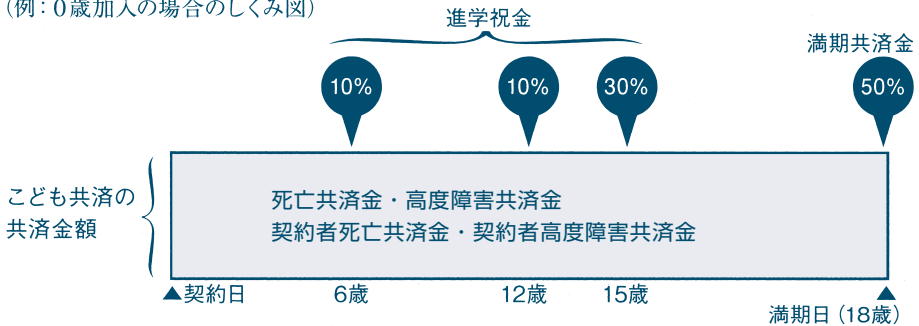 (例：0歳加入の場合のしくみ図)
進学祝金
満期共済金
10%
10%
30%
50%
こども共済の
共済金額
死亡共済金・高度障害共済金
契約者死亡共済金・契約者高度障害共済金
▲契約日
6歳
12歳
15歳
▲
満期日（18歳）